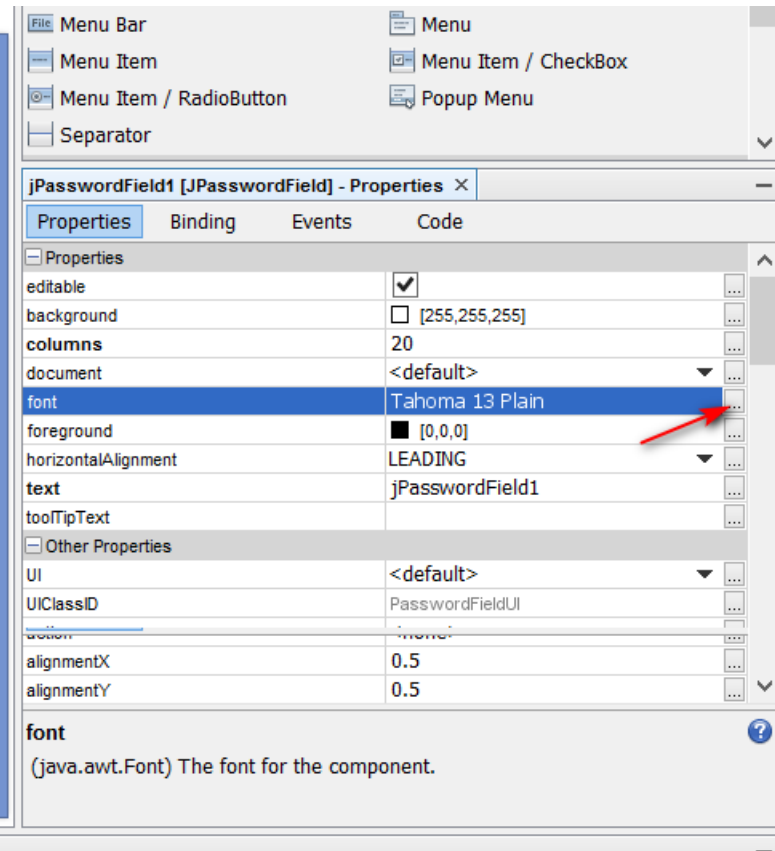 File Menu Bar Menu
Menu Item Menu Item / CheckBox
Menu Item / RadioButton Popup Menu
Separator
jPasswordField1 [JPasswordField] - Properties ×
Properties Binding Events Code
Properties
editable
background [255,255,255] ...
columns 20 ...
document <default> ...
font Tahoma 13 Plain ...
foreground [0,0,0] ...
horizontalAlignment LEADING ...
text jPasswordField1 ...
toolTipText ...
Other Properties
UI <default> ...
UIClassID PasswordFieldUI ...
action <none> ...
alignmentX 0.5 ...
alignmentY 0.5 ...
font ?
(java.awt.Font) The font for the component.